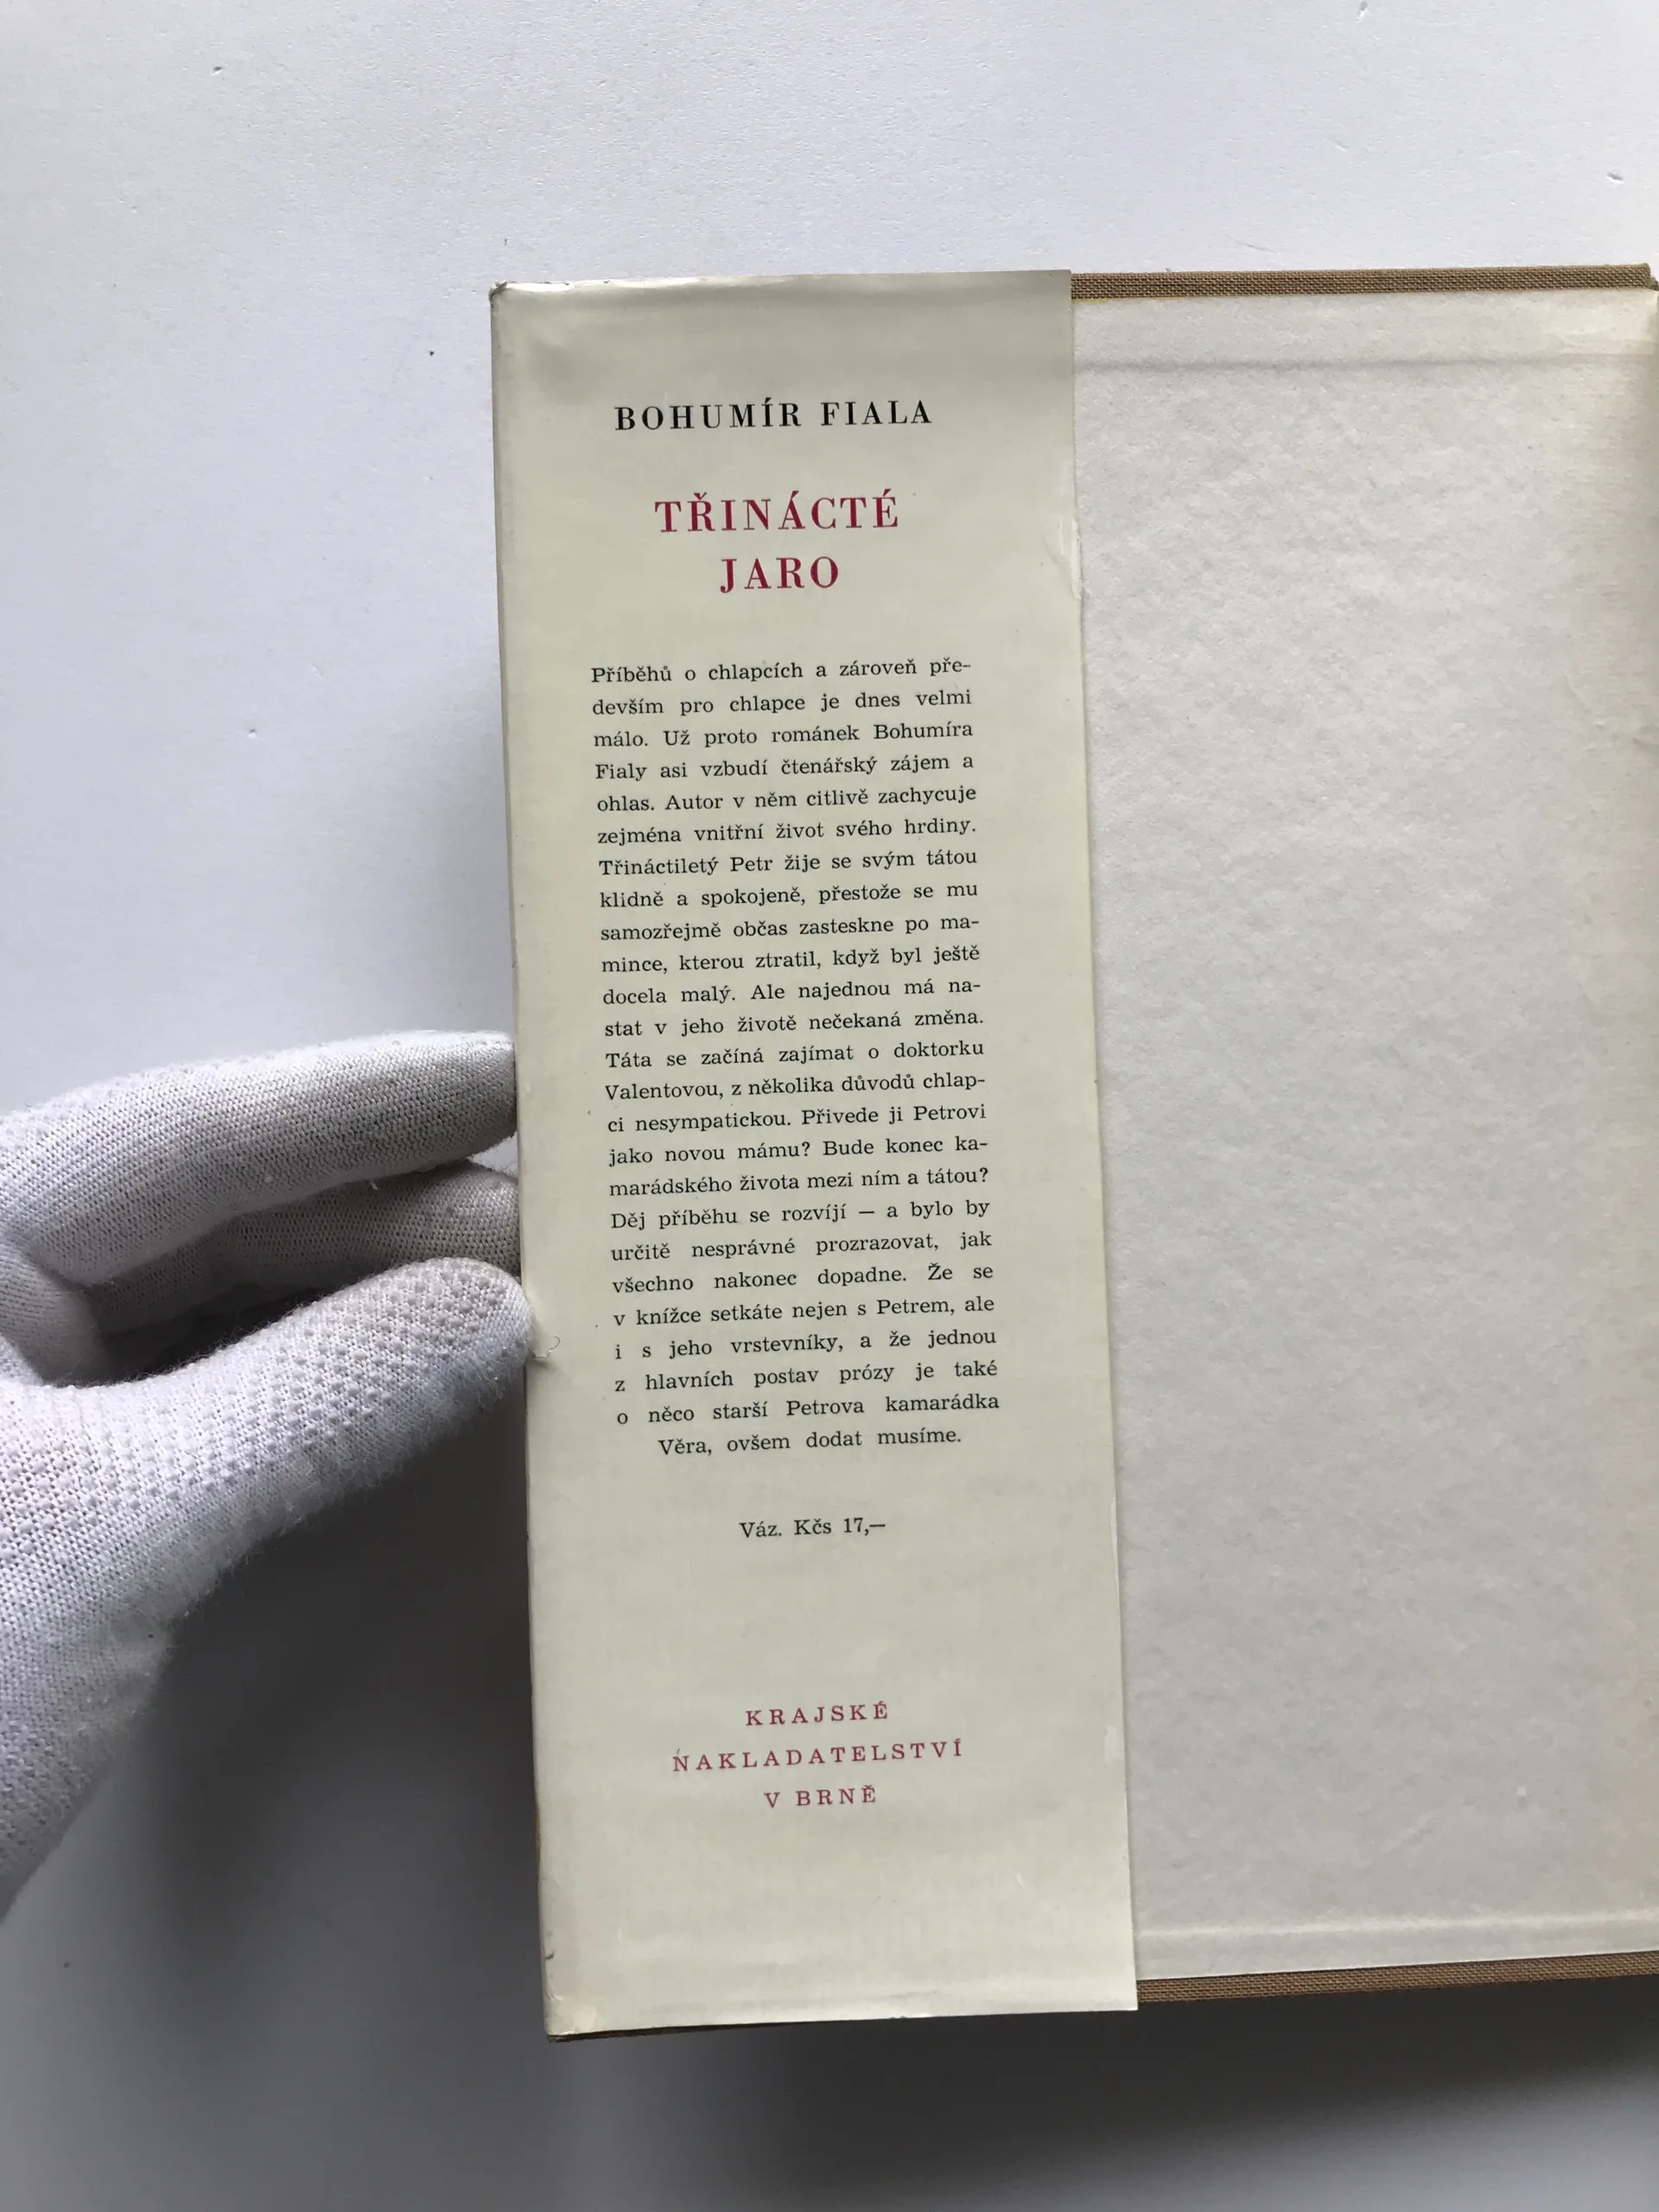 BOHUMÍR FIALA
TŘINÁCTÉ
JARO
Příběhů o chlapcích a zároveň pře-
devším pro chlapce je dnes velmi
málo. Už proto románek Bohumíra
Fialy asi vzbudí čtenářský zájem a
ohlas. Autor v něm citlivě zachycuje
zejména vnitřní život svého hrdiny.
Třináctiletý Petr žije se svým tátou
klidně a spokojeně, přestože se mu
samozřejmě občas zasteskne po ma-
mince, kterou ztratil, když byl ještě
docela malý. Ale najednou má na-
stat v jeho životě nečekaná změna.
Táta se začíná zajímat o doktorku
Valentovou, z několika důvodů chlap-
ci nesympatickou. Přivede ji Petrovi
jako novou mámu? Bude konec ka-
marádského života mezi ním a tátou?
Děj příběhu se rozvíjí — a bylo by
určitě nesprávné prozrazovat, jak
všechno nakonec dopadne. Že se
v knížce setkáte nejen s Petrem, ale
i s jeho vrstevníky, a že jednou
z hlavních postav prózy je také
o něco starší Petrova kamarádka
Věra, ovšem dodat musíme.
Váz. Kčs 17,—
KRAJSKÉ
NAKLADATELSTVÍ
V BRNĚ